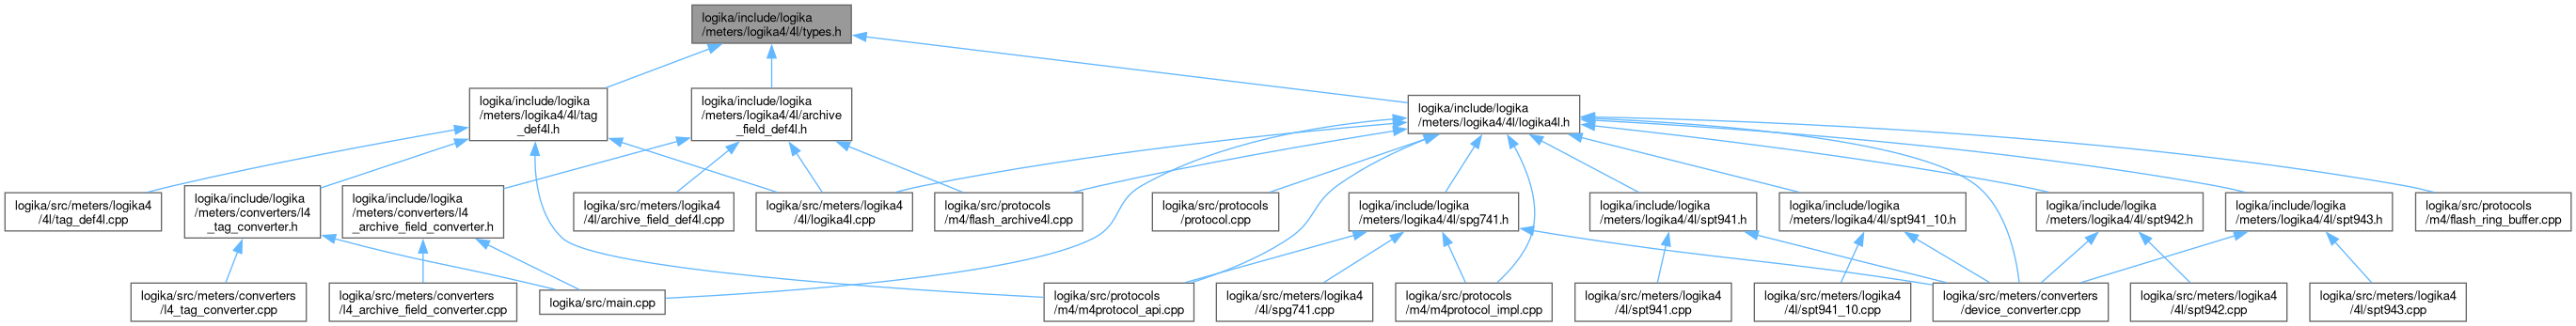 logika/include/logika
/meters/logika4/4l/types.h
logika/include/logika
/meters/logika4/4l/tag
_def4l.h
logika/include/logika
/meters/logika4/4l/archive
_field_def4l.h
logika/include/logika
/meters/logika4/4l/logika4l.h
logika/src/meters/logika4
/4l/tag_def4l.cpp
logika/include/logika
/meters/converters/l4
_tag_converter.h
logika/include/logika
/meters/converters/l4
_archive_field_converter.h
logika/src/meters/logika4
/4l/archive_field_def4l.cpp
logika/src/meters/logika4
/4l/logika4l.cpp
logika/src/protocols
/m4/flash_archive4l.cpp
logika/src/protocols
/protocol.cpp
logika/include/logika
/meters/logika4/4l/spg741.h
logika/include/logika
/meters/logika4/4l/spt941.h
logika/include/logika
/meters/logika4/4l/spt941_10.h
logika/include/logika
/meters/logika4/4l/spt942.h
logika/include/logika
/meters/logika4/4l/spt943.h
logika/src/protocols
/m4/flash_ring_buffer.cpp
logika/src/meters/converters
/l4_tag_converter.cpp
logika/src/meters/converters
/l4_archive_field_converter.cpp
logika/src/main.cpp
logika/src/protocols
/m4/m4protocol_api.cpp
logika/src/meters/logika4
/4l/spg741.cpp
logika/src/protocols
/m4/m4protocol_impl.cpp
logika/src/meters/logika4
/4l/spt941.cpp
logika/src/meters/logika4
/4l/spt941_10.cpp
logika/src/meters/converters
/device_converter.cpp
logika/src/meters/logika4
/4l/spt942.cpp
logika/src/meters/logika4
/4l/spt943.cpp